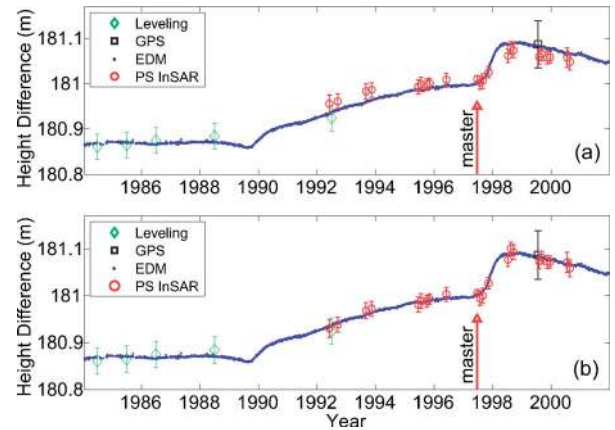 Height Difference (m)
181.1
181
180.9
180.8
Leveling
GPS
EDM
PS InSAR
master
(a)
1986 1988 1990 1992 1994 1996 1998 2000
Height Difference (m)
181.1
181
180.9
180.8
Leveling
GPS
EDM
PS InSAR
master
(b)
1986 1988 1990 1992 1994 1996 1998 2000
Year